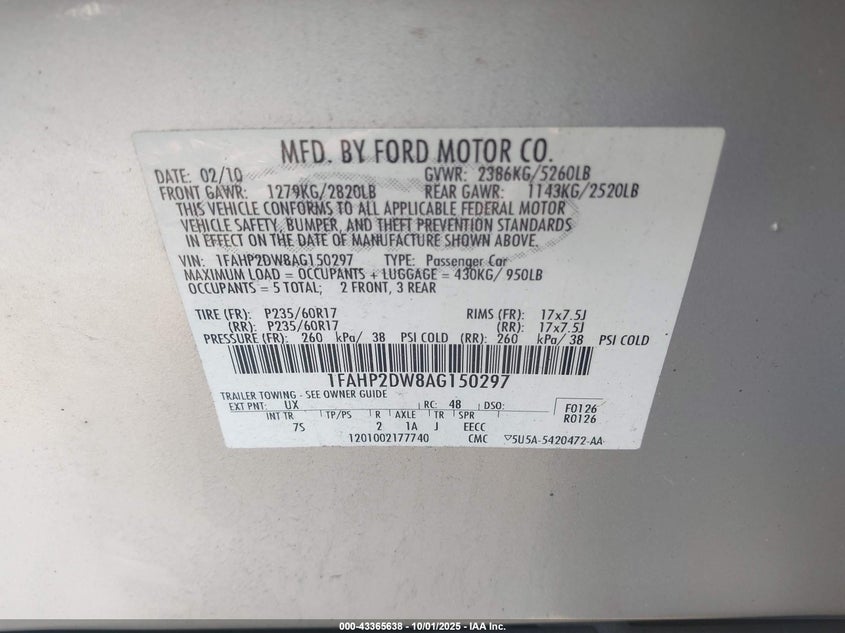 MFD. BY FORD MOTOR CO.
DATE: 02/10 GVWR: 2386KG/5260LB
FRONT GAWR: 1279KG/2820LB REAR GAWR: 1143KG/2520LB
THIS VEHICLE CONFORMS TO ALL APPLICABLE FEDERAL MOTOR
VEHICLE SAFETY, BUMPER, AND THEFT PREVENTION STANDARDS
IN EFFECT ON THE DATE OF MANUFACTURE SHOWN ABOVE.
VIN: 1FAHP2DW8AG150297 TYPE: Passenger Car
MAXIMUM LOAD = OCCUPANTS + LUGGAGE = 430KG/ 950LB
OCCUPANTS = 5 TOTAL; 2 FRONT, 3 REAR
TIRE (FR): P235/60R17 RIMS (FR): 17x7.5J
(RR): P235/60R17 (RR): 17x7.5J
PRESSURE (FR): 260 kPa/ 38 PSI COLD (RR): 260 kPa/ 38 PSI COLD
1FAHP2DW8AG150297
TRAILER TOWING - SEE OWNER GUIDE
EXT PNT: UX RC: 48 DSO: F0126
INT TR TP/PS R AXLE TR SPR R0126
7S 2 1A J EECC
1201002177740 CMC ▽5U5A-5420472-AA
000-43365638 - 10/01/2025 - IAA Inc.